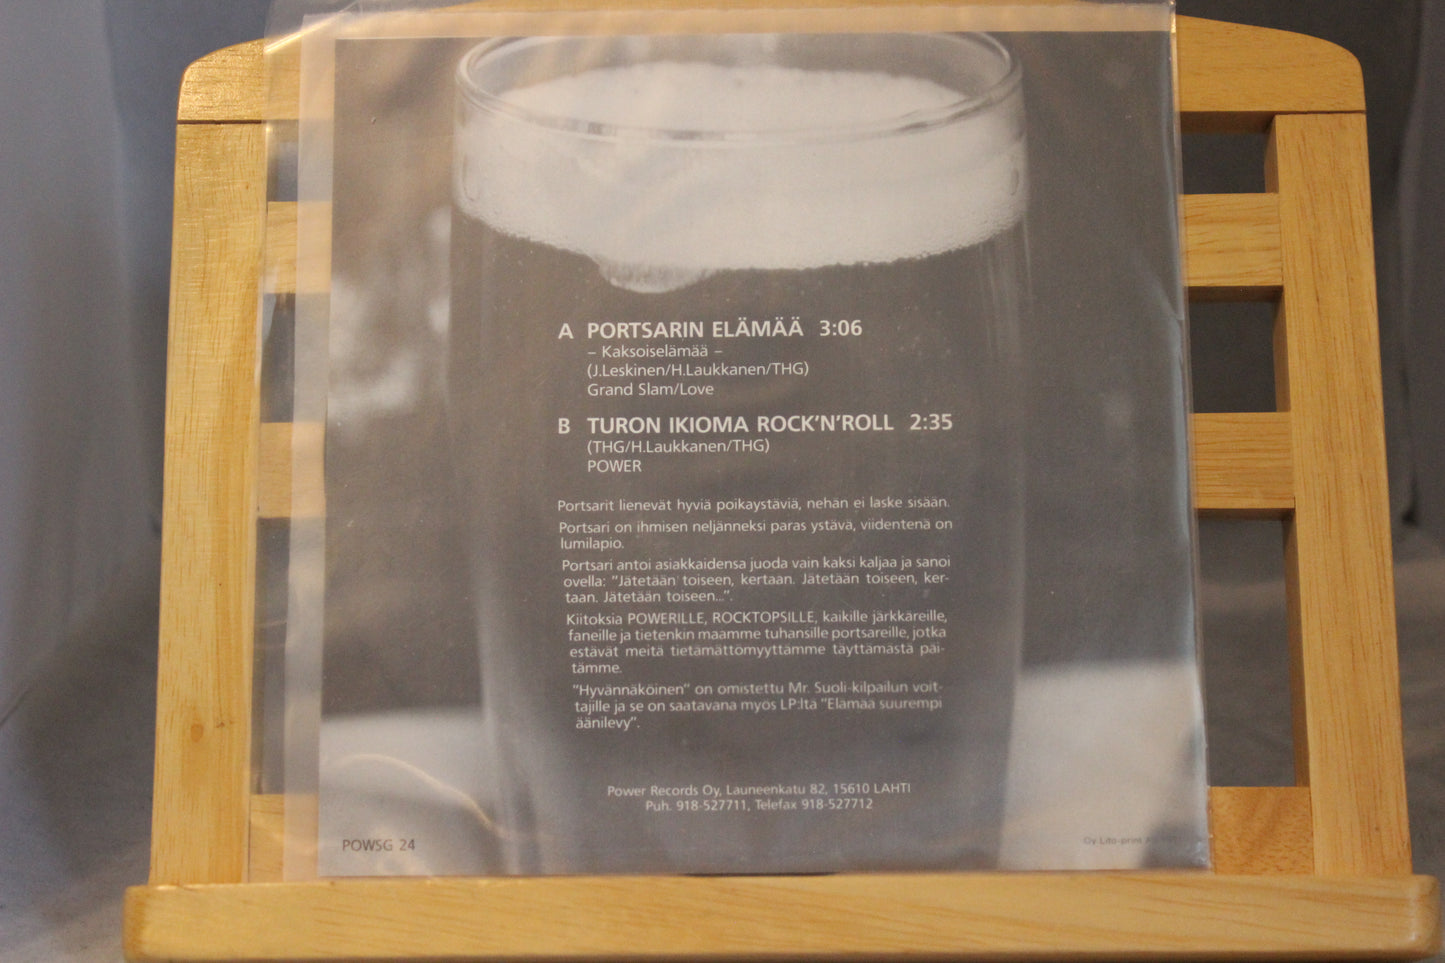 A PORTSARIN ELÄMÄÄ 3:06
– Kaksoiselämää –
(J.Leskinen/H.Laukkanen/THG)
Grand Slam/Love
B TURON IKIOMA ROCK'N'ROLL 2:35
(THG/H.Laukkanen/THG)
POWER
Portsarit lienevät hyviä poikaystäviä, nehän ei laske sisään.
Portsari on ihmisen neljänneksi paras ystävä, viidentenä on
lumilapio.
Portsari antoi asiakkaidensa juoda vain kaksi kaljaa ja sanoi
ovella: "Jätetään toiseen, kertaan. Jätetään toiseen, ker-
taan. Jätetään toiseen...".
Kiitoksia POWERILLE, ROCKTOPSILLE, kaikille järkkäreille,
faneille ja tietenkin maamme tuhansille portsareille, jotka
estävät meitä tietämättömyyttämme täyttämästä päi-
tämme.
"Hyvännäköinen" on omistettu Mr. Suoli-kilpailun voit-
tajille ja se on saatavana myös LP:ltä "Elämää suurempi
äänilevy".
Power Records Oy, Launeenkatu 82, 15610 LAHTI
Puh. 918-527711, Telefax 918-527712
POWSG 24
Oy Lito-print